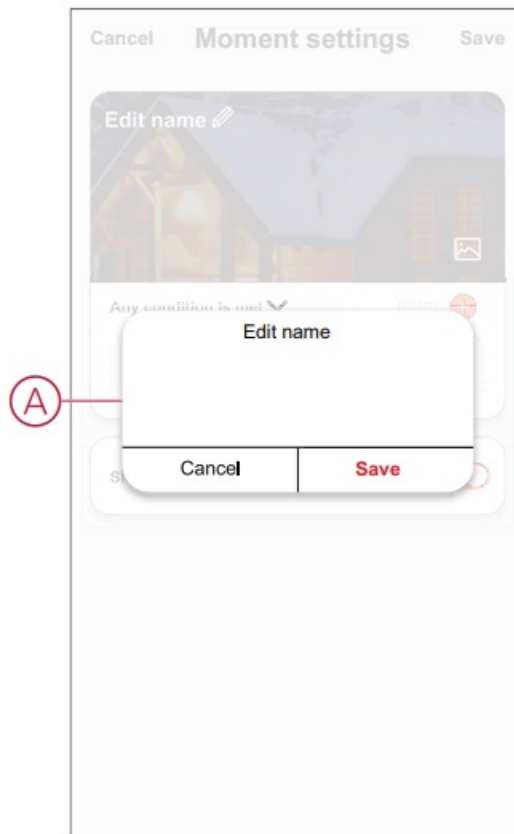 Cancel Moment settings Save
Edit name
Any condition is met
Edit name
A
Cancel Save